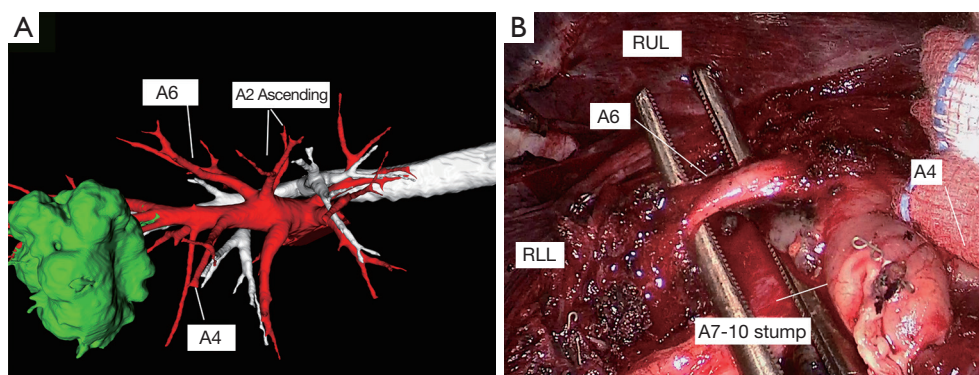 A
A6
A2 Ascending
A4
B
RUL
A6
A4
RLL
A7-10 stump